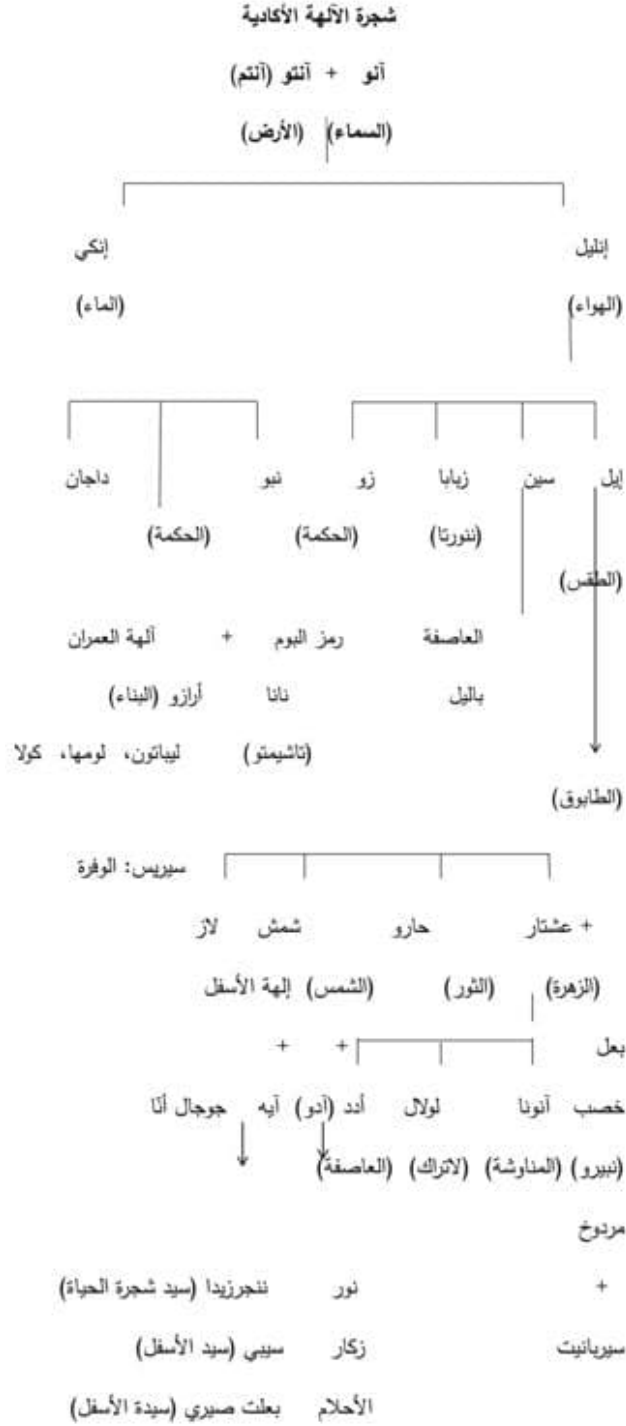 شجرة الآلهة الأكادية
آنو + آنتو (آنتم)
(السماء) (الأرض)
إنليل إنكي
(الهواء) (الماء)
إيل سين زبابا زو نبو داجان
(ننورتا) (الحكمة) (الحكمة)
(الطقس)
العاصفة رمز البوم + آلهة العمران
باليل نانا أرازو (البناء)
(تاشيمتو) ليباتون، لومها، كولا
(الطابوق)
سيريس: الوفرة
+ عشتار حارو شمش لاز
(الزهرة) (الثور) (الشمس) إلهة الأسفل
بعل + +
خصب آنونا لولال أدد (آدو) آيه جوجال أنّا
(نبيرو) (المناوشة) (لاتراك) (العاصفة)
مردوخ
+ نور ننجرزيدا (سيد شجرة الحياة)
سيربانيت زكار سيبي (سيد الأسفل)
الأحلام بعلت صيري (سيدة الأسفل)